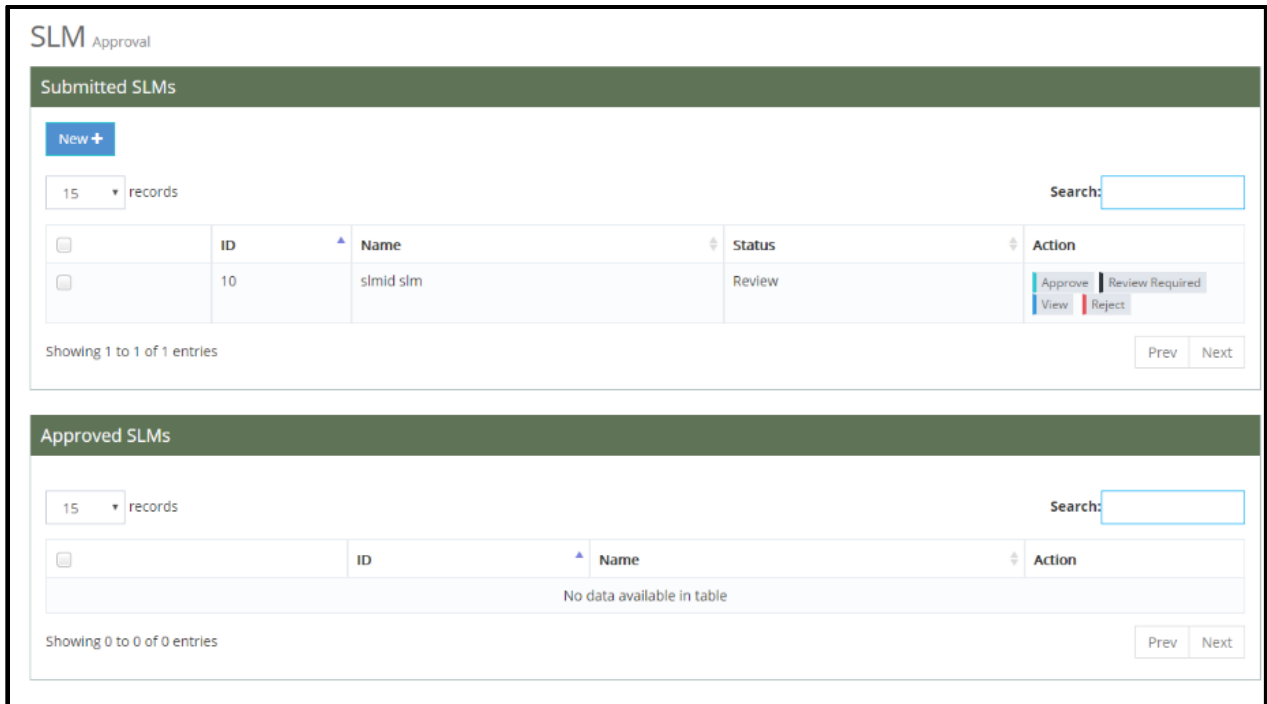 SLM Approval
Submitted SLMs
New +
15 records Search:
ID Name Status Action
10 slmid slm Review Approve Review Required
View Reject
Showing 1 to 1 of 1 entries Prev Next
Approved SLMs
15 records Search:
ID Name Action
No data available in table
Showing 0 to 0 of 0 entries Prev Next